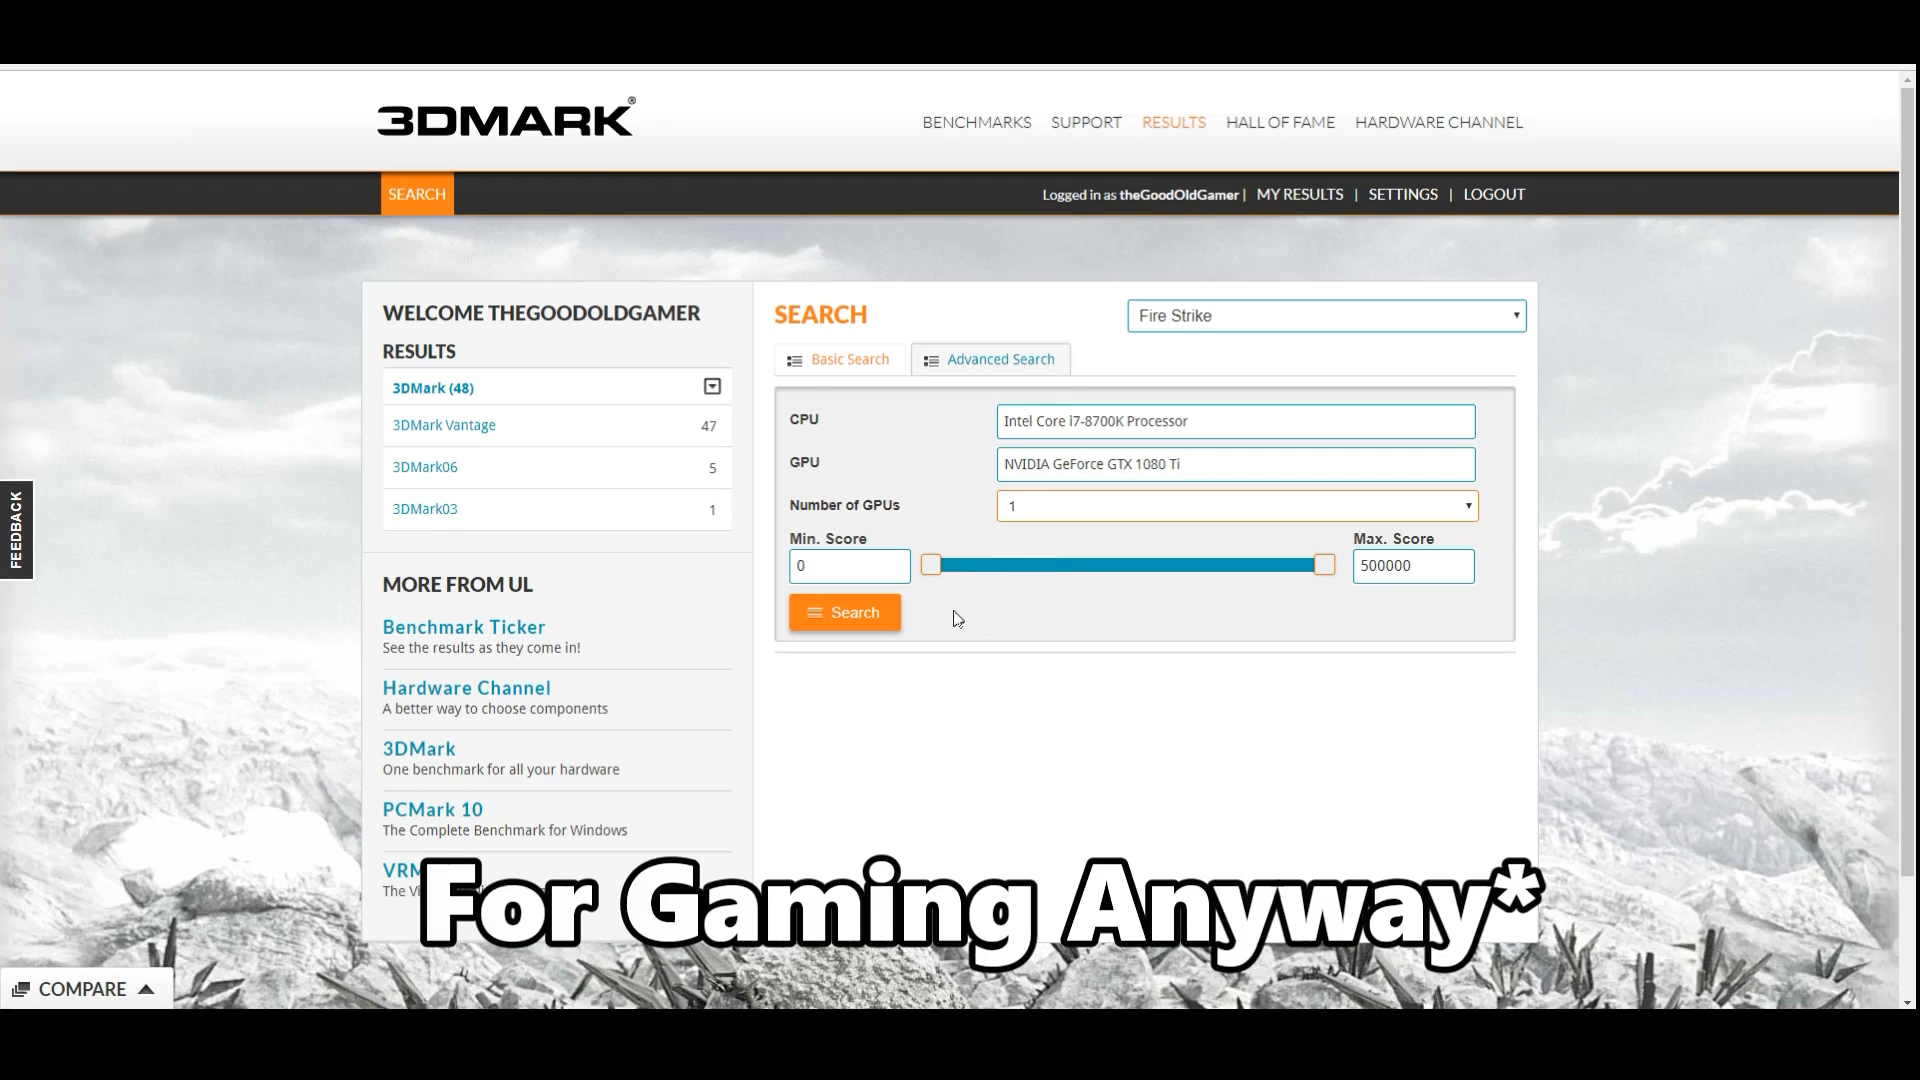 3DMARK®
BENCHMARKS SUPPORT RESULTS HALL OF FAME HARDWARE CHANNEL
SEARCH
Logged in as theGoodOldGamer | MY RESULTS | SETTINGS | LOGOUT
WELCOME THEGOODOLDGAMER
RESULTS
3DMark (48)
3DMark Vantage 47
3DMark06 5
3DMark03 1
MORE FROM UL
Benchmark Ticker
See the results as they come in!
Hardware Channel
A better way to choose components
3DMark
One benchmark for all your hardware
PCMark 10
The Complete Benchmark for Windows
SEARCH
Fire Strike
Basic Search Advanced Search
CPU Intel Core i7-8700K Processor
GPU NVIDIA GeForce GTX 1080 Ti
Number of GPUs 1
Min. Score Max. Score
0 500000
Search
FEEDBACK
For Gaming Anyway*
COMPARE